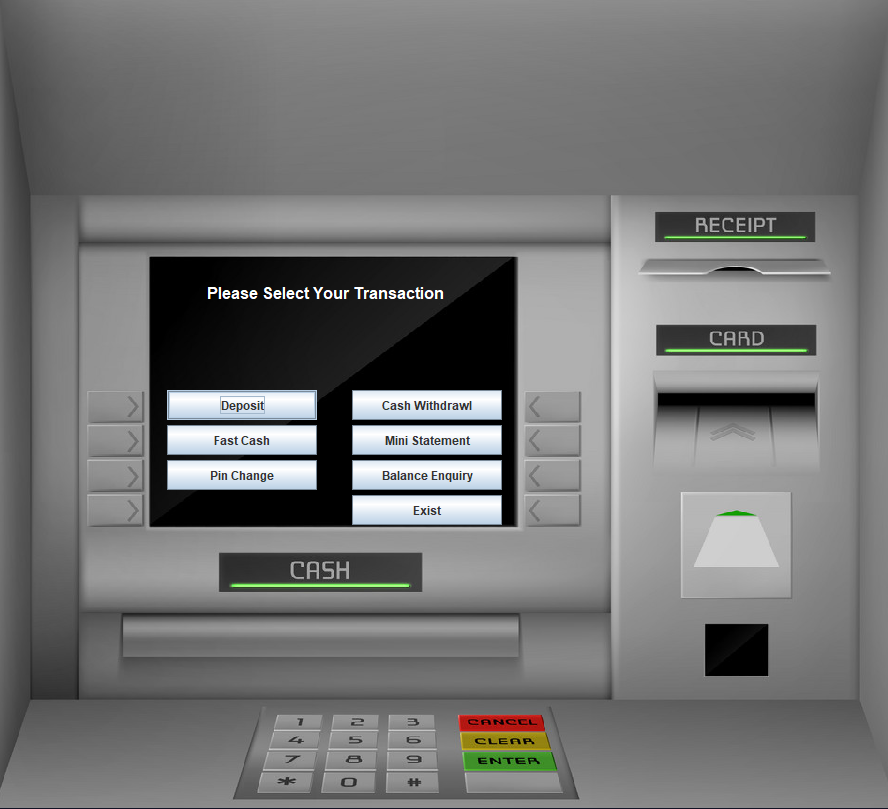 RECEIPT
Please Select Your Transaction
CARD
Deposit
Cash Withdrawl
Fast Cash
Mini Statement
Pin Change
Balance Enquiry
Exist
CASH
1 2 3 CANCEL
4 5 6 CLEAR
7 8 9 ENTER
* 0 #